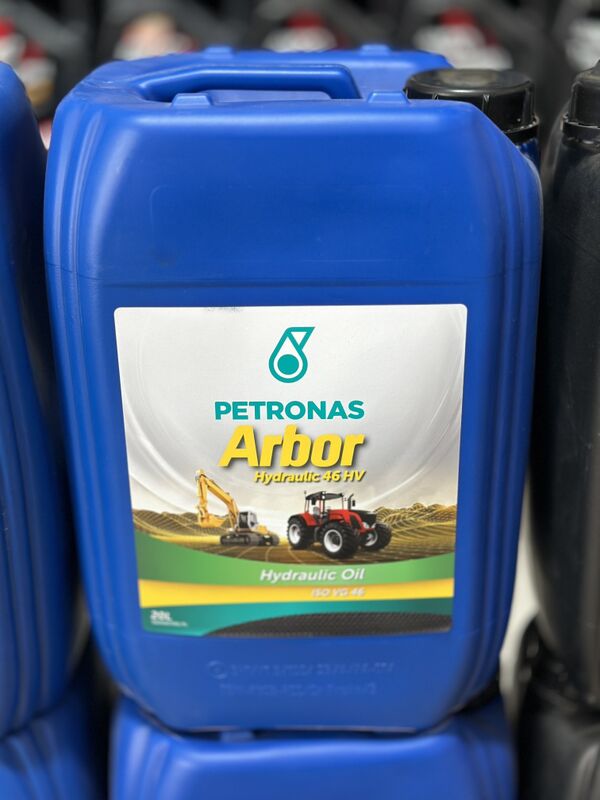 PETRONAS
Arbor
Hydraulic 46 HV
Hydraulic Oil
ISO VG 46
20L